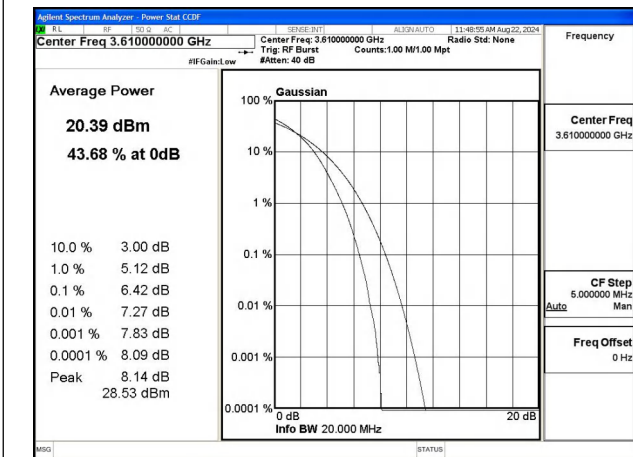 Agilent Spectrum Analyzer - Power Stat CCDF
LXI RL RF 50 Ω AC SENSE:INT ALIGN AUTO 11:48:55 AM Aug 22, 2024
Center Freq 3.610000000 GHz
Center Freq: 3.610000000 GHz Radio Std: None
Trig: RF Burst Counts:1.00 M/1.00 Mpt
#IFGain:Low #Atten: 40 dB
Frequency
Average Power
20.39 dBm
43.68 % at 0dB
10.0 % 3.00 dB
1.0 % 5.12 dB
0.1 % 6.42 dB
0.01 % 7.27 dB
0.001 % 7.83 dB
0.0001 % 8.09 dB
Peak 8.14 dB
28.53 dBm
Gaussian
100 %
10 %
1 %
0.1 %
0.01 %
0.001 %
0.0001 %
0 dB 20 dB
Info BW 20.000 MHz
Center Freq
3.610000000 GHz
CF Step
5.000000 MHz
Auto Man
Freq Offset
0 Hz
MSG STATUS